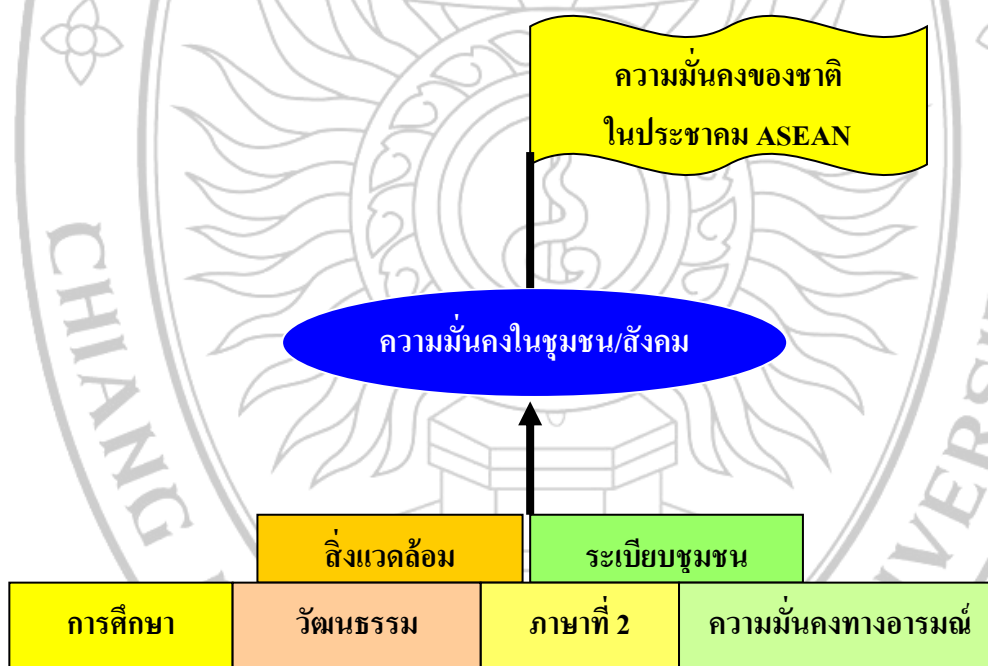 ความมั่นคงของชาติ
ในประชาคม ASEAN
ความมั่นคงในชุมชน/สังคม
สิ่งแวดล้อม
ระเบียบชุมชน
การศึกษา
วัฒนธรรม
ภาษาที่ 2
ความมั่นคงทางอารมณ์
CHIANG
VERSI